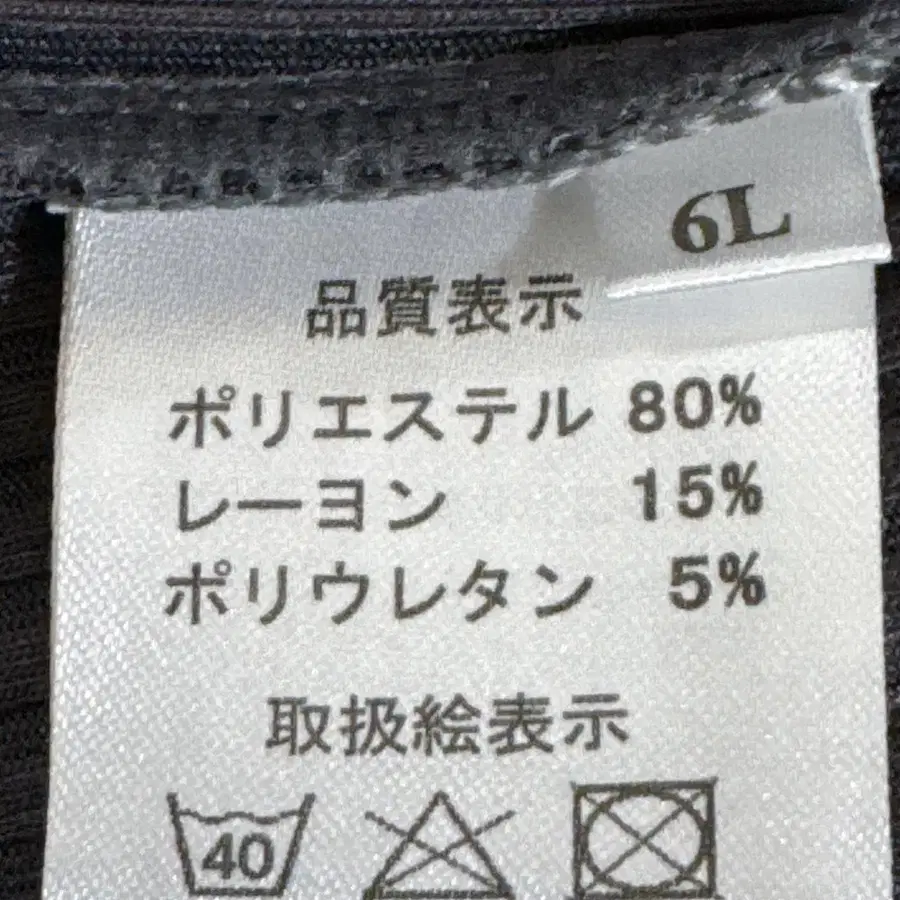 6L
品質表示
ポリエステル 80%
レーヨン 15%
ポリウレタン 5%
取扱絵表示
40